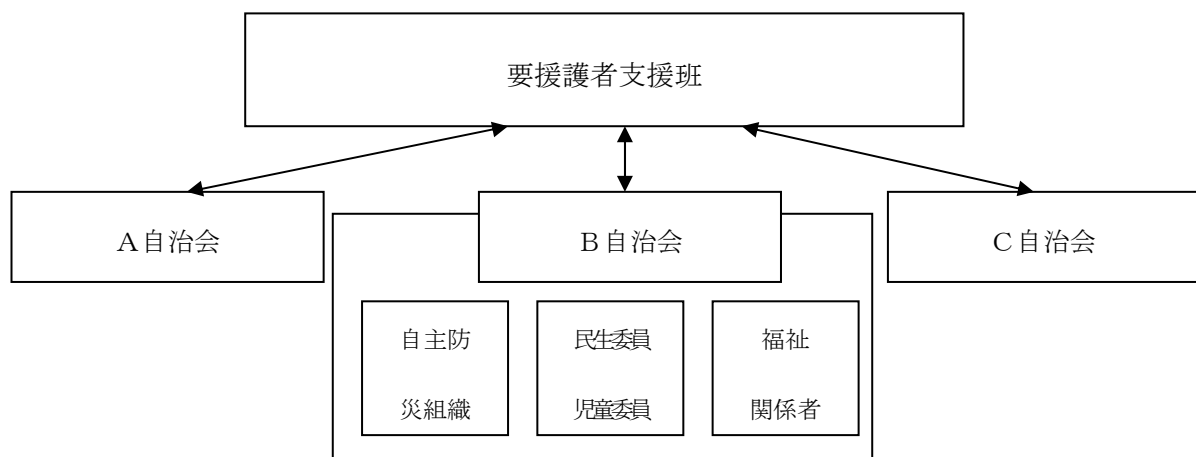 要援護者支援班
A自治会
B自治会
C自治会
自主防
災組織
民生委員
児童委員
福祉
関係者